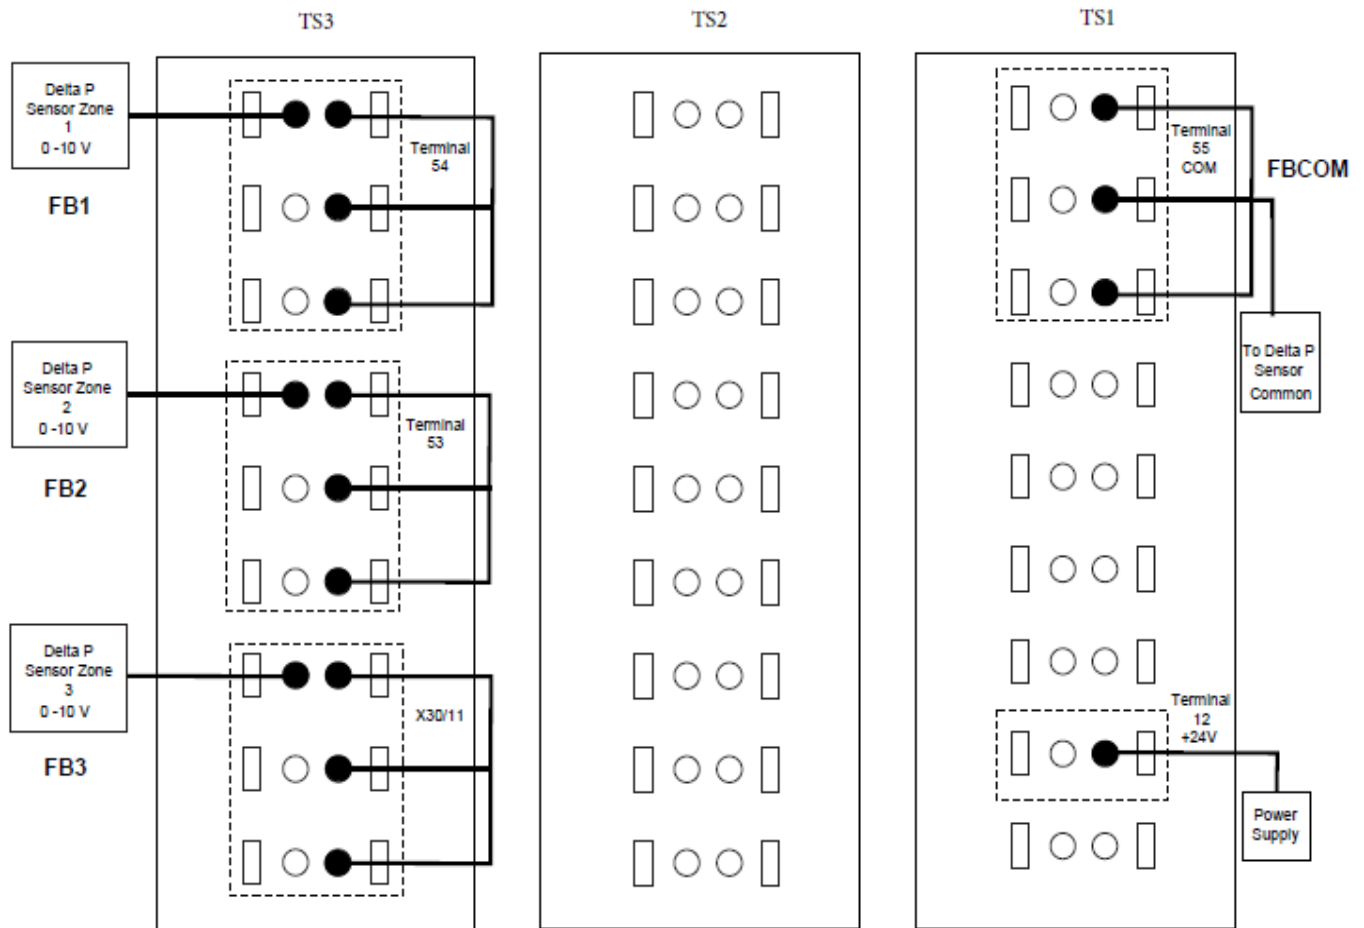 TS3
TS2
TS1
Delta P
Sensor Zone
1
0 -10 V
FB1
Terminal
54
Terminal
55
COM
FBCOM
Delta P
Sensor Zone
2
0 -10 V
FB2
Terminal
53
To Delta P
Sensor
Common
Delta P
Sensor Zone
3
0 -10 V
FB3
X30/11
Terminal
12
+24V
Power
Supply